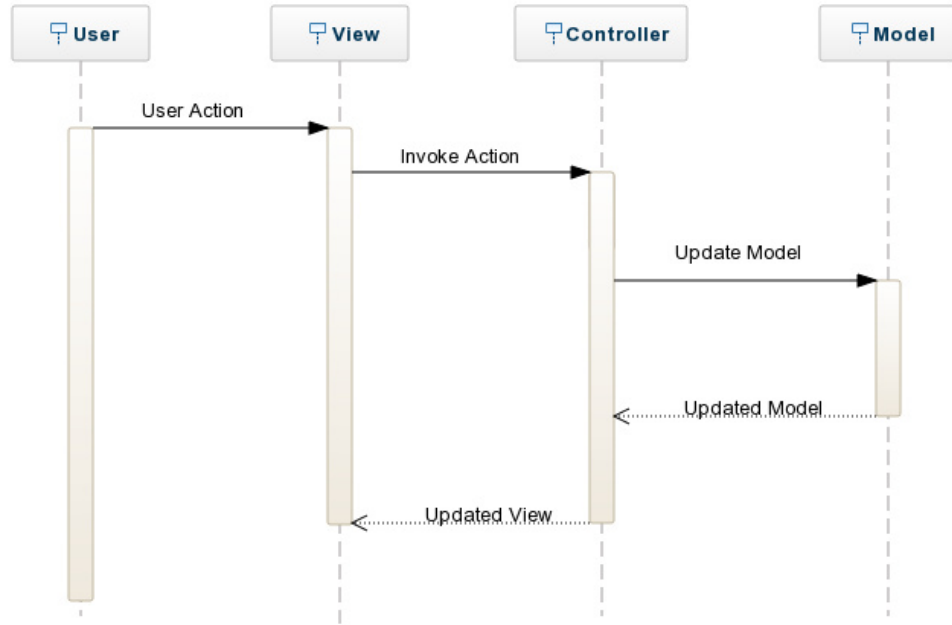 User
View
Controller
Model
User Action
Invoke Action
Update Model
Updated Model
Updated View